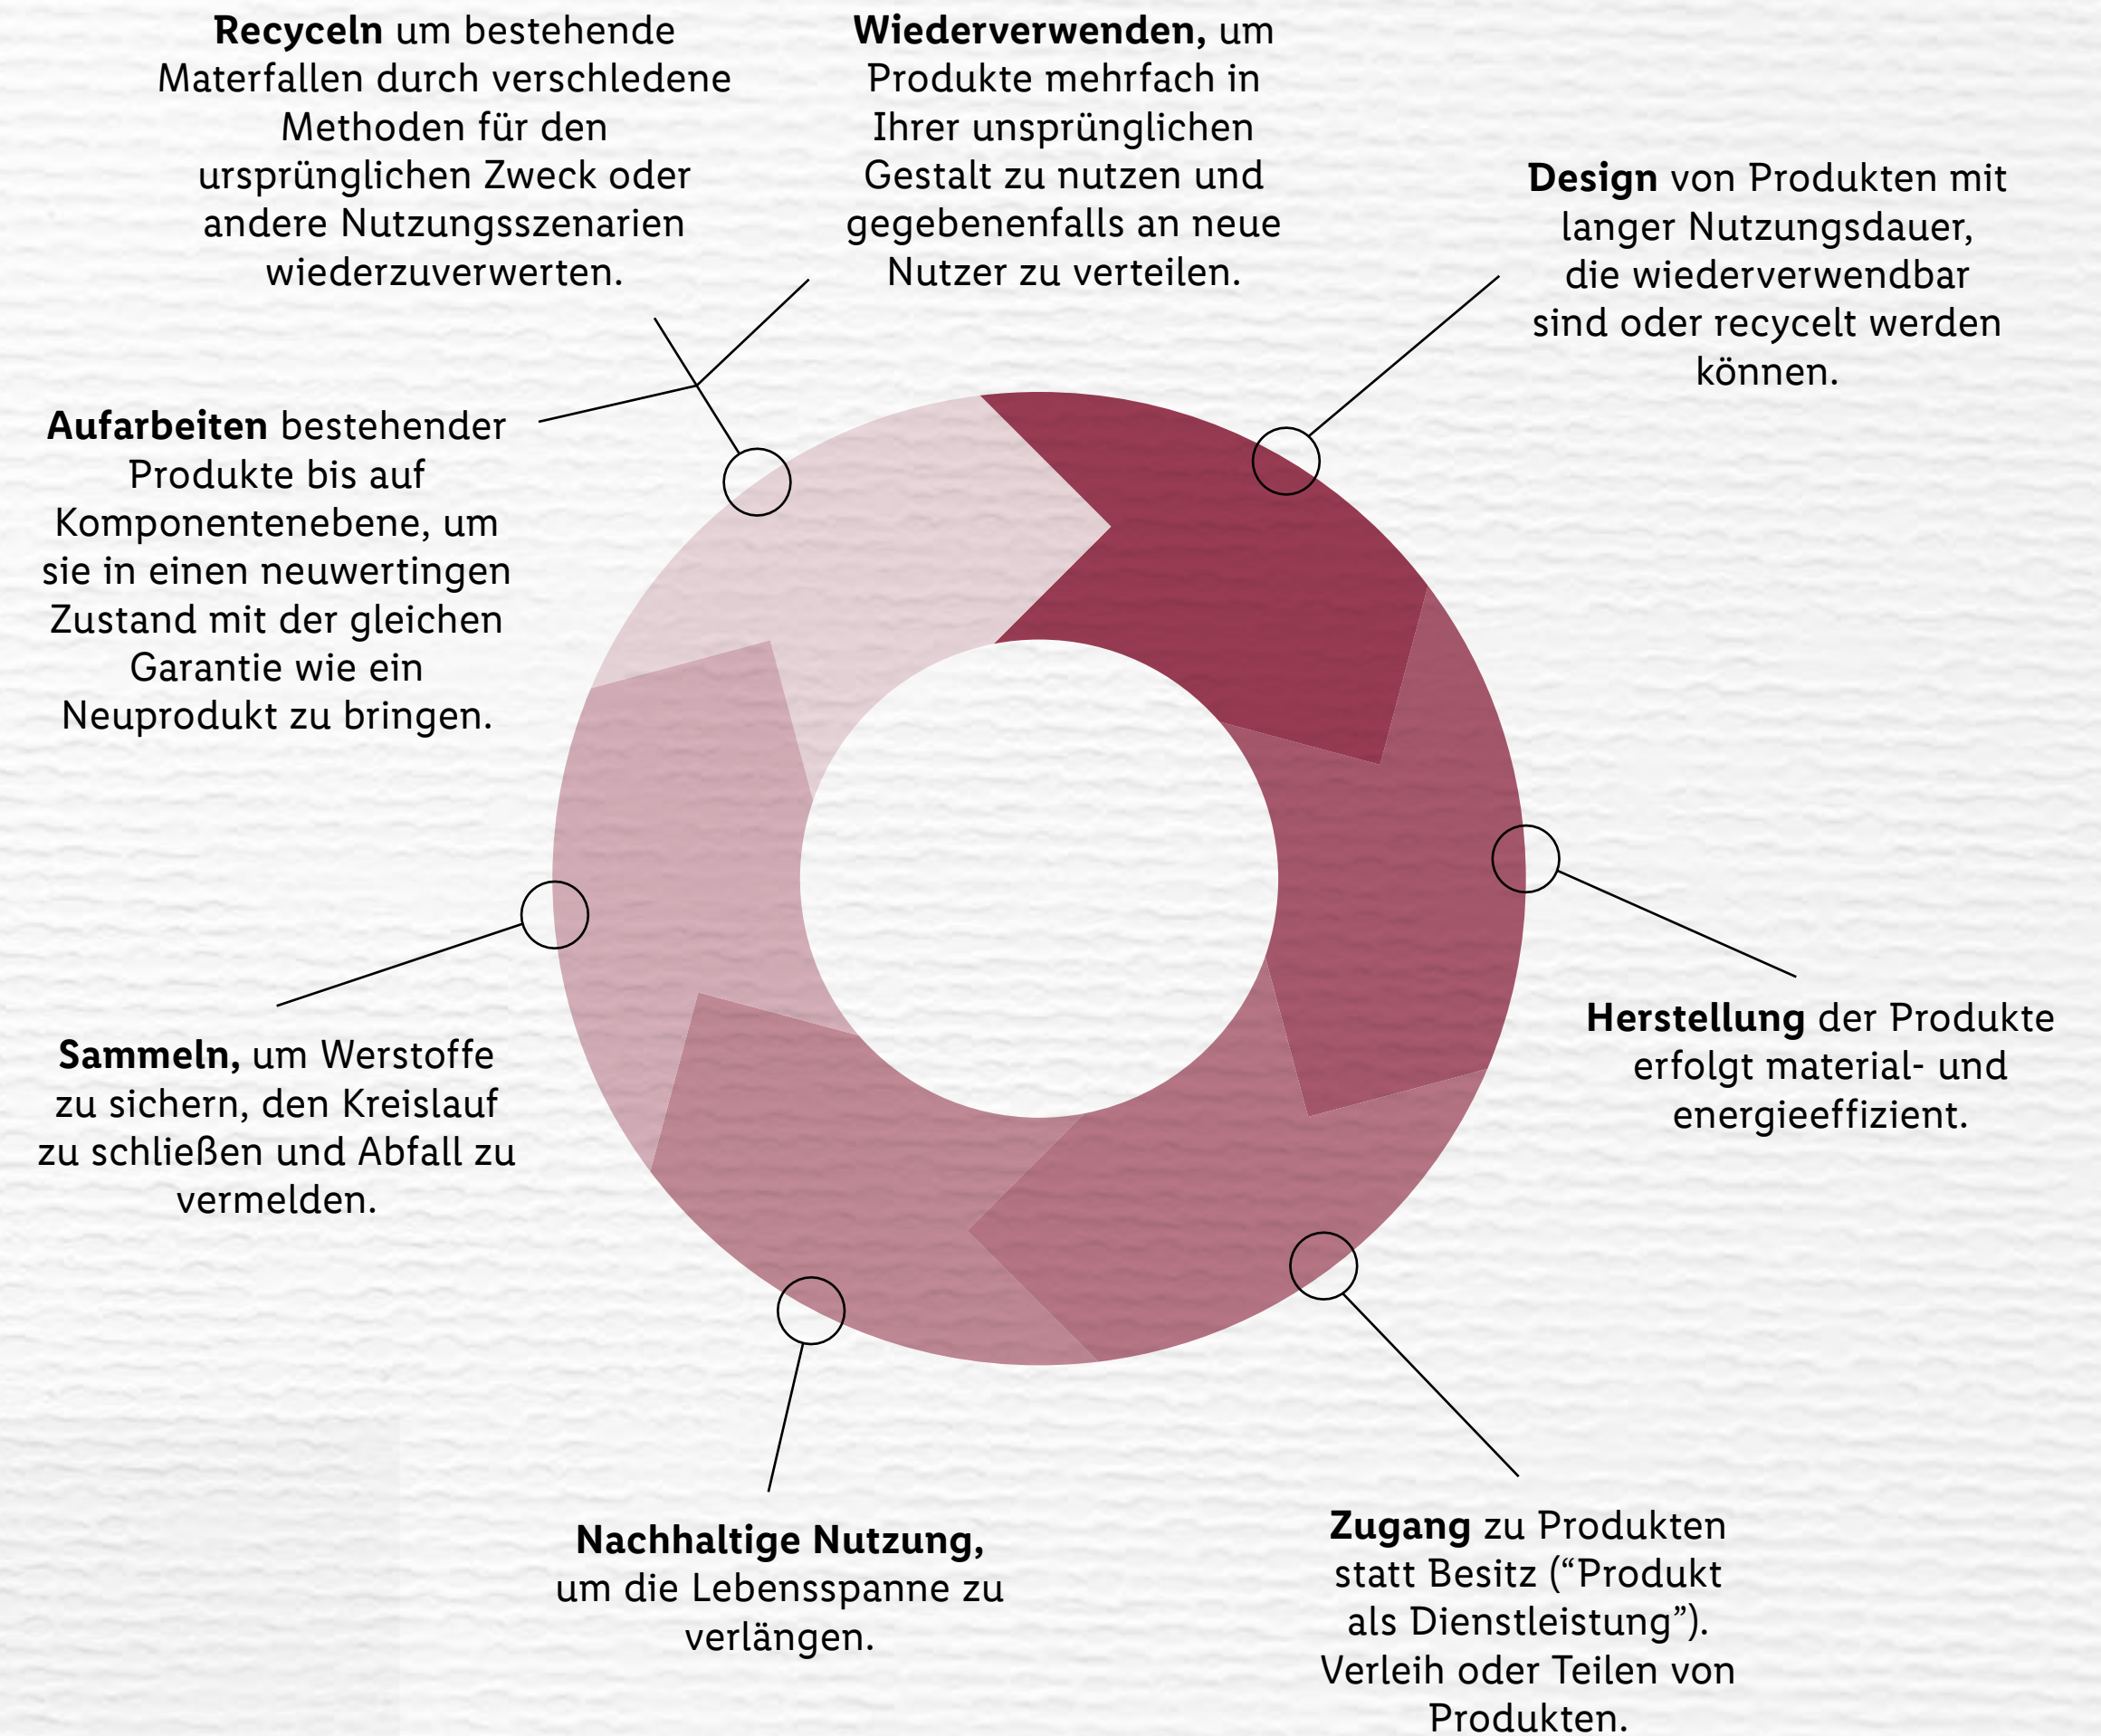 Recyceln um bestehende
Materfallen durch verschledene
Methoden für den
ursprünglichen Zweck oder
andere Nutzungsszenarien
wiederzuverwerten.
Wiederverwenden, um
Produkte mehrfach in
Ihrer unsprünglichen
Gestalt zu nutzen und
gegebenenfalls an neue
Nutzer zu verteilen.
Design von Produkten mit
langer Nutzungsdauer,
die wiederverwendbar
sind oder recycelt werden
können.
Aufarbeiten bestehender
Produkte bis auf
Komponentenebene, um
sie in einen neuwertingen
Zustand mit der gleichen
Garantie wie ein
Neuprodukt zu bringen.
Herstellung der Produkte
erfolgt material- und
energieeffizient.
Sammeln, um Werstoffe
zu sichern, den Kreislauf
zu schließen und Abfall zu
vermelden.
Nachhaltige Nutzung,
um die Lebensspanne zu
verlängen.
Zugang zu Produkten
statt Besitz (“Produkt
als Dienstleistung”).
Verleih oder Teilen von
Produkten.